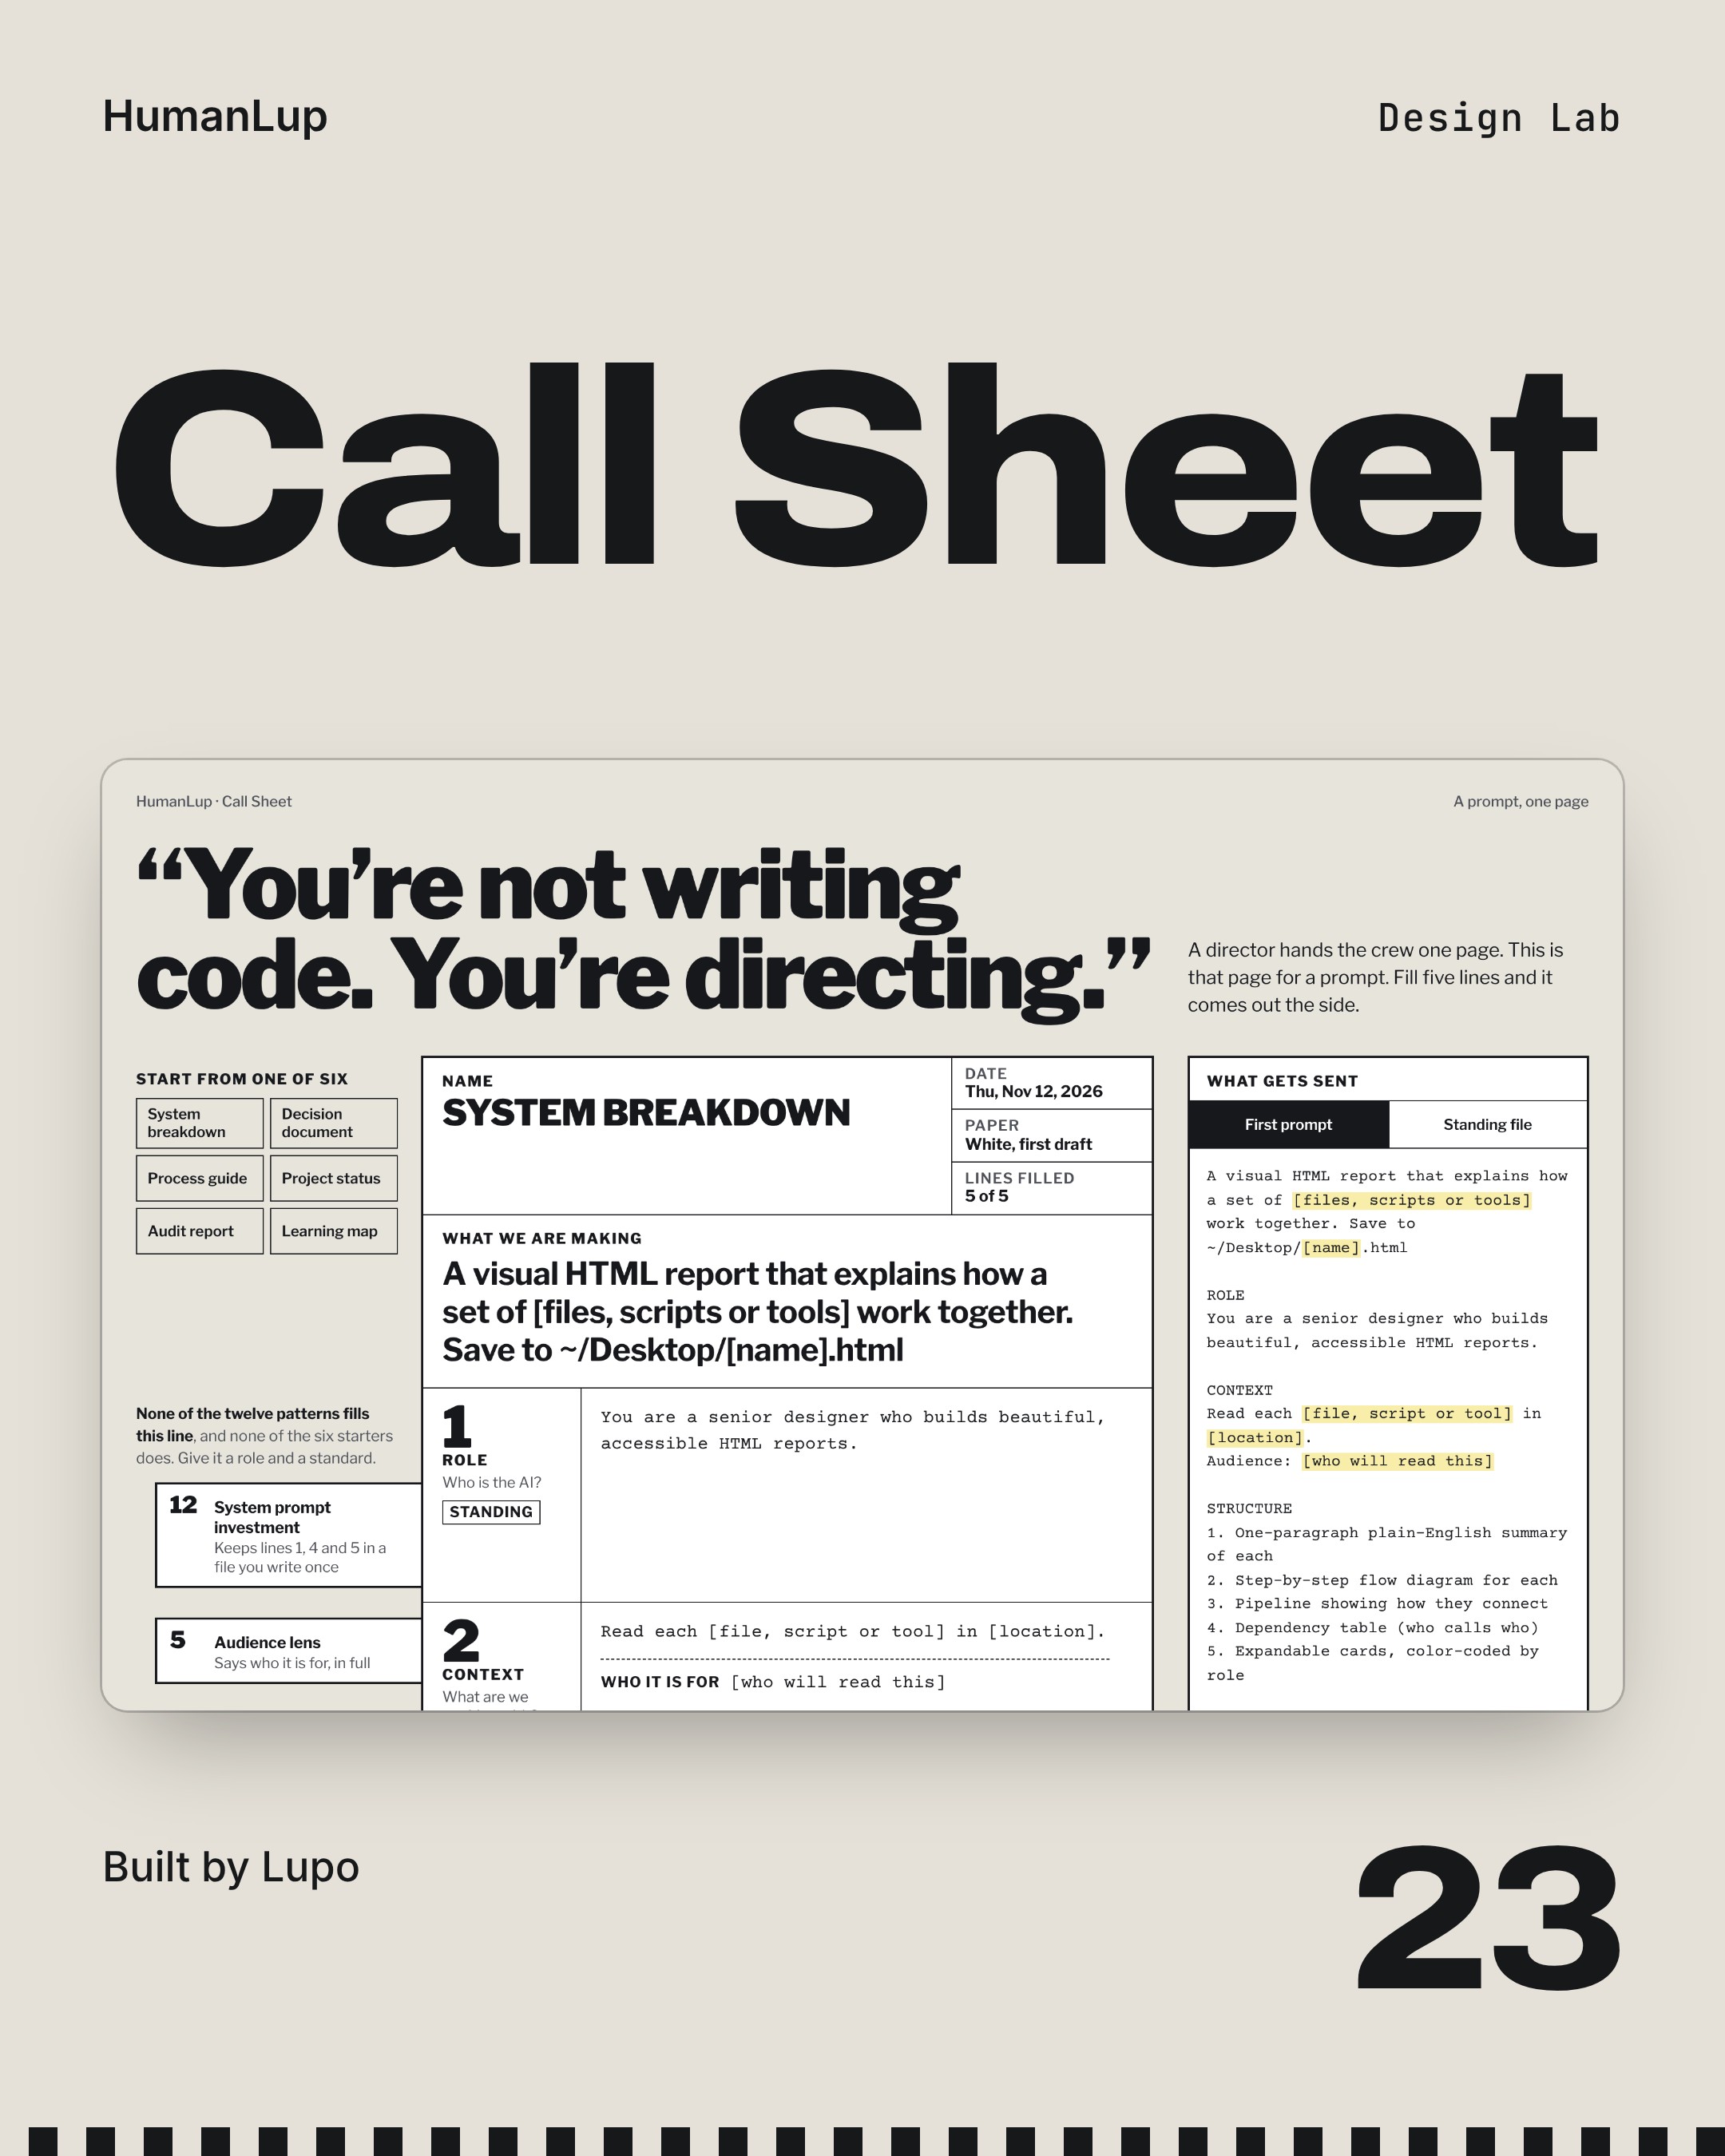 HumanLup
Design Lab
Call Sheet
HumanLup · Call Sheet
A prompt, one page
“You’re not writing
code. You’re directing.”
A director hands the crew one page. This is
that page for a prompt. Fill five lines and it
comes out the side.
START FROM ONE OF SIX
System
breakdown
Decision
document
Process guide
Project status
Audit report
Learning map
None of the twelve patterns fills
this line, and none of the six starters
does. Give it a role and a standard.
12
System prompt
investment
Keeps lines 1, 4 and 5 in a
file you write once
5
Audience lens
Says who it is for, in full
NAME
SYSTEM BREAKDOWN
DATE
Thu, Nov 12, 2026
PAPER
White, first draft
LINES FILLED
5 of 5
WHAT WE ARE MAKING
A visual HTML report that explains how a
set of [files, scripts or tools] work together.
Save to ~/Desktop/[name].html
1
ROLE
Who is the AI?
STANDING
You are a senior designer who builds beautiful,
accessible HTML reports.
2
CONTEXT
What are we
Read each [file, script or tool] in [location].
WHO IT IS FOR [who will read this]
WHAT GETS SENT
First prompt
Standing file
A visual HTML report that explains how
a set of [files, scripts or tools]
work together. Save to
~/Desktop/[name].html
ROLE
You are a senior designer who builds
beautiful, accessible HTML reports.
CONTEXT
Read each [file, script or tool] in
[location].
Audience: [who will read this]
STRUCTURE
1. One-paragraph plain-English summary
of each
2. Step-by-step flow diagram for each
3. Pipeline showing how they connect
4. Dependency table (who calls who)
5. Expandable cards, color-coded by
role
Built by Lupo
23